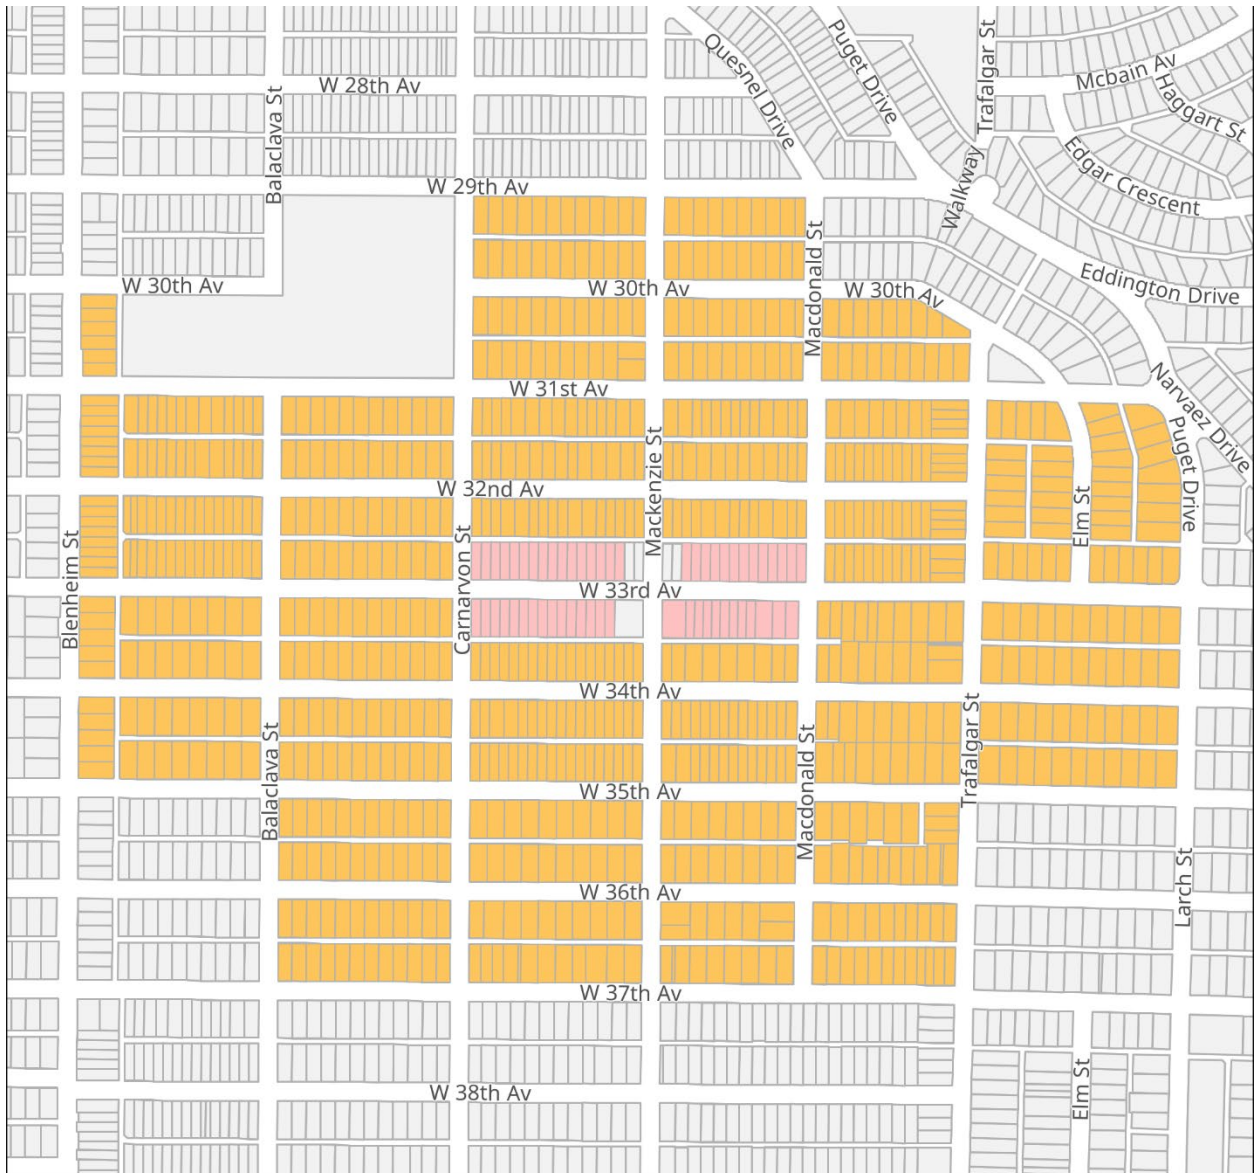 Puget Drive
Trafalgar St
Quesnel Drive
Mcbain Av
Haggart St
W 28th Av
Balaclava St
Edgar Crescent
Walkway
W 29th Av
Macdonald St
Eddington Drive
W 30th Av
W 30th Av
W 30th Av
W 31st Av
Narvaez Drive
Puget Drive
Mackenzie St
W 32nd Av
Elm St
Blenheim St
Carnarvon St
W 33rd Av
W 34th Av
Balaclava St
Macdonald St
Trafalgar St
W 35th Av
Larch St
W 36th Av
W 37th Av
Elm St
W 38th Av